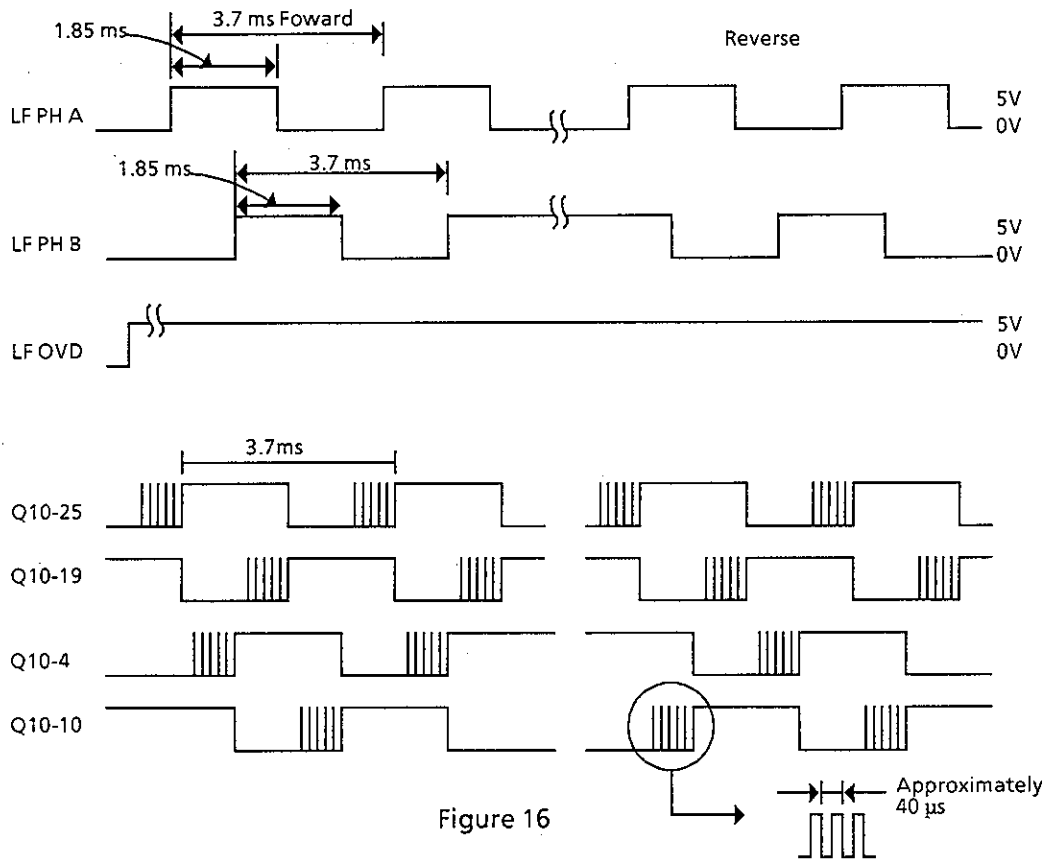 3.7 ms Foward
1.85 ms
Reverse
LF PH A
5V
0V
1.85 ms
3.7 ms
LF PH B
5V
0V
LF OVD
5V
0V
3.7ms
Q10-25
Q10-19
Q10-4
Q10-10
Approximately
40 µs
Figure 16